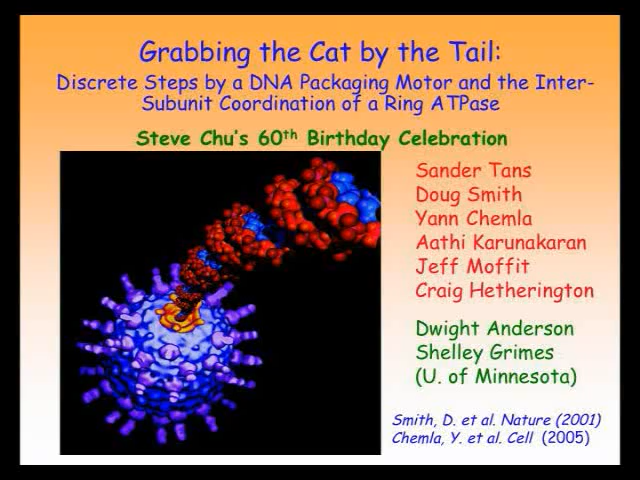 Grabbing the Cat by the Tail:
Discrete Steps by a DNA Packaging Motor and the Inter-
Subunit Coordination of a Ring ATPase
Steve Chu's 60th Birthday Celebration
Sander Tans
Doug Smith
Yann Chemla
Aathi Karunakaran
Jeff Moffit
Craig Hetherington
Dwight Anderson
Shelley Grimes
(U. of Minnesota)
Smith, D. et al. Nature (2001)
Chemla, Y. et al. Cell (2005)